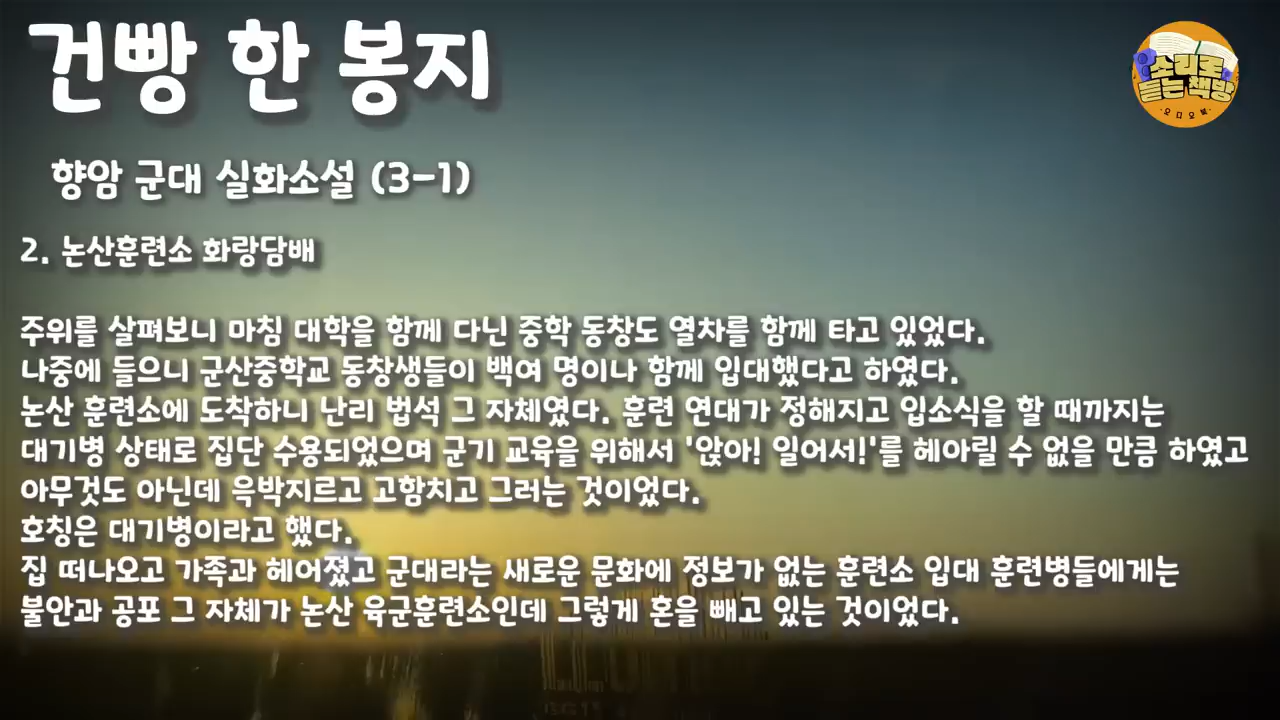 건빵 한 봉지
소리로
듣는 책방
·오디오북·
향암 군대 실화소설 (3-1)
2. 논산훈련소 화랑담배
주위를 살펴보니 마침 대학을 함께 다닌 중학 동창도 열차를 함께 타고 있었다.
나중에 들으니 군산중학교 동창생들이 백여 명이나 함께 입대했다고 하였다.
논산 훈련소에 도착하니 난리 법석 그 자체였다. 훈련 연대가 정해지고 입소식을 할 때까지는
대기병 상태로 집단 수용되었으며 군기 교육을 위해서 '앉아! 일어서!'를 헤아릴 수 없을 만큼 하였고
아무것도 아닌데 윽박지르고 고함치고 그러는 것이었다.
호칭은 대기병이라고 했다.
집 떠나오고 가족과 헤어졌고 군대라는 새로운 문화에 정보가 없는 훈련소 입대 훈련병들에게는
불안과 공포 그 자체가 논산 육군훈련소인데 그렇게 혼을 빼고 있는 것이었다.